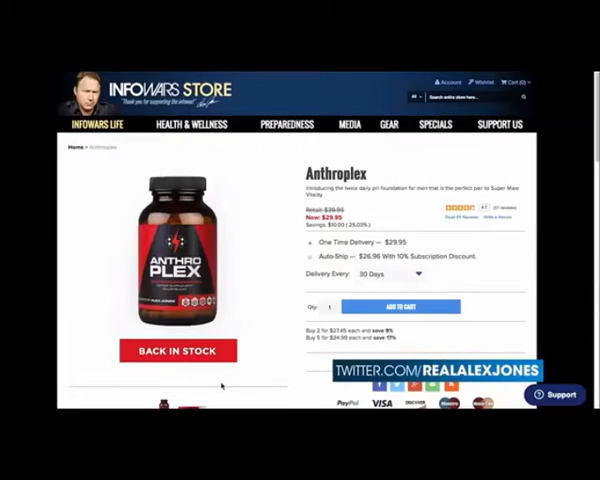 INFOWARS STORE
"Thank you for supporting the infowar!"
Account Wishlist Cart (0)
All Search entire store here...
INFOWARS LIFE HEALTH & WELLNESS PREPAREDNESS MEDIA GEAR SPECIALS SUPPORT US
Home > Anthroplex
Anthroplex
Introducing the twice daily pill foundation for men that is the perfect pair to Super Male
Vitality
Retail: $39.95
Now: $29.95
Savings: $10.00 ( 25.03%)
4.7
Write a Review
One Time Delivery — $29.95
Auto-Ship — $26.96 With 10% Subscription Discount.
Delivery Every: 30 Days
Qty: 1 ADD TO CART
Buy 2 for $27.45 each and save 9%
Buy 5 for $24.99 each and save 17%
ANTHRO
PLEX
BACK IN STOCK
TWITTER.COM/REALALEXJONES
PayPal VISA DISCOVER
Support